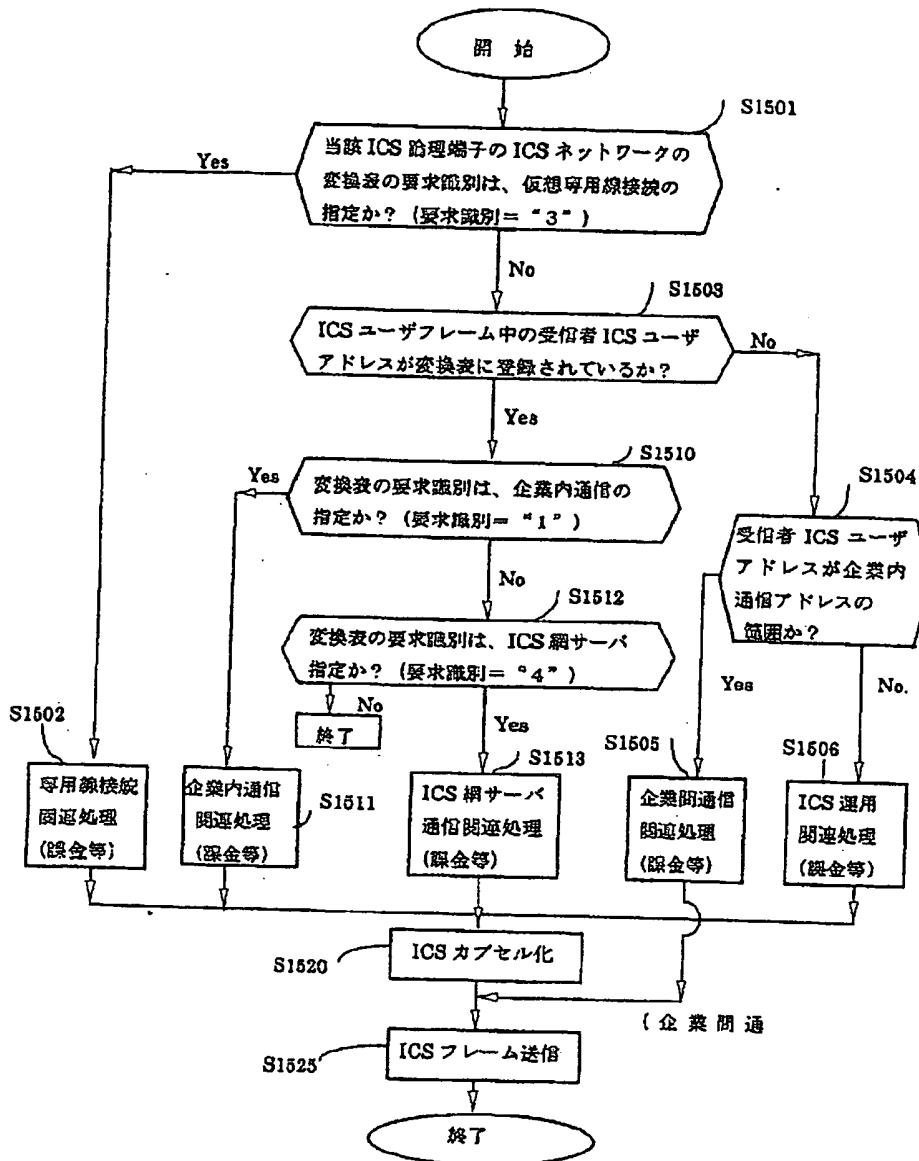 開始
S1501
当該ICS論理端子のICSネットワークの
変換表の要求識別は、仮想専用線接続の
指定か？(要求識別＝“3”)
Yes
No
S1503
ICSユーザフレーム中の受信者ICSユーザ
アドレスが変換表に登録されているか？
No
Yes
S1510
変換表の要求識別は、企業内通信の
指定か？(要求識別＝“1”)
Yes
No
S1504
受信者ICSユーザ
アドレスが企業内
通信アドレスの
範囲か？
Yes
No.
S1512
変換表の要求識別は、ICS網サーバ
指定か？(要求識別＝“4”)
No
終了
Yes
S1502
専用線接続
関連処理
(課金等)
企業内通信
関連処理
(課金等)
S1511
S1513
ICS網サーバ
通信関連処理
(課金等)
S1505
企業間通信
関連処理
(課金等)
S1506
ICS運用
関連処理
(課金等)
S1520
ICSカプセル化
(企業間通
S1525
ICSフレーム送信
終了